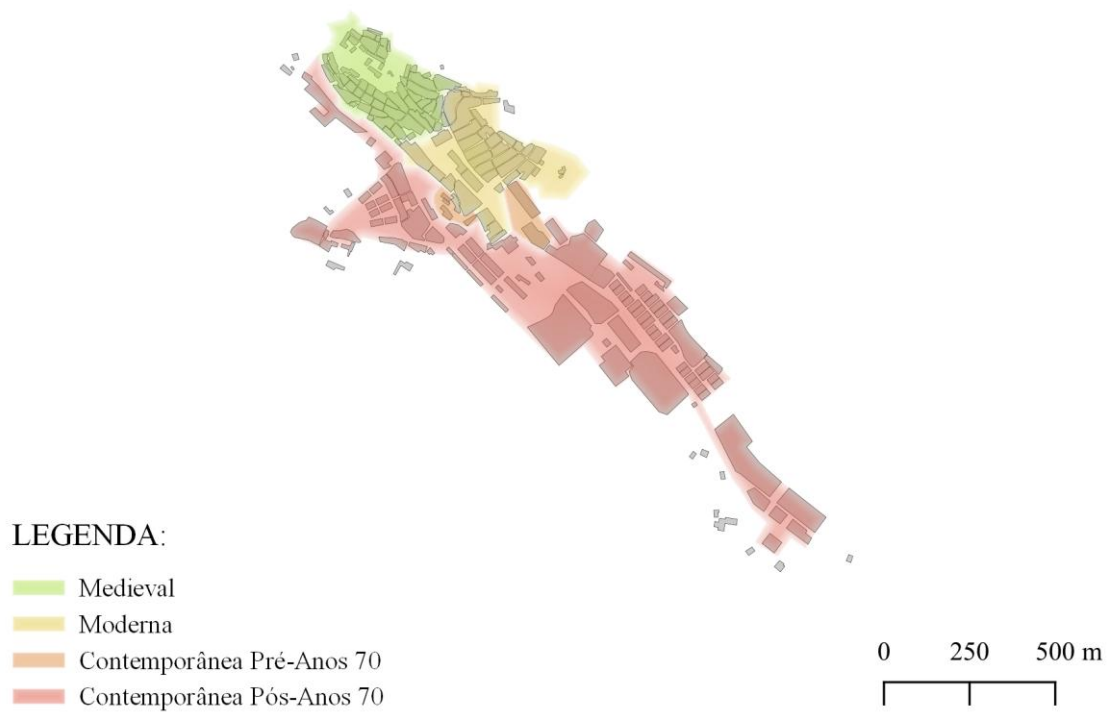 LEGENDA:
Medieval
Moderna
Contemporânea Pré-Anos 70
Contemporânea Pós-Anos 70
0 250 500 m